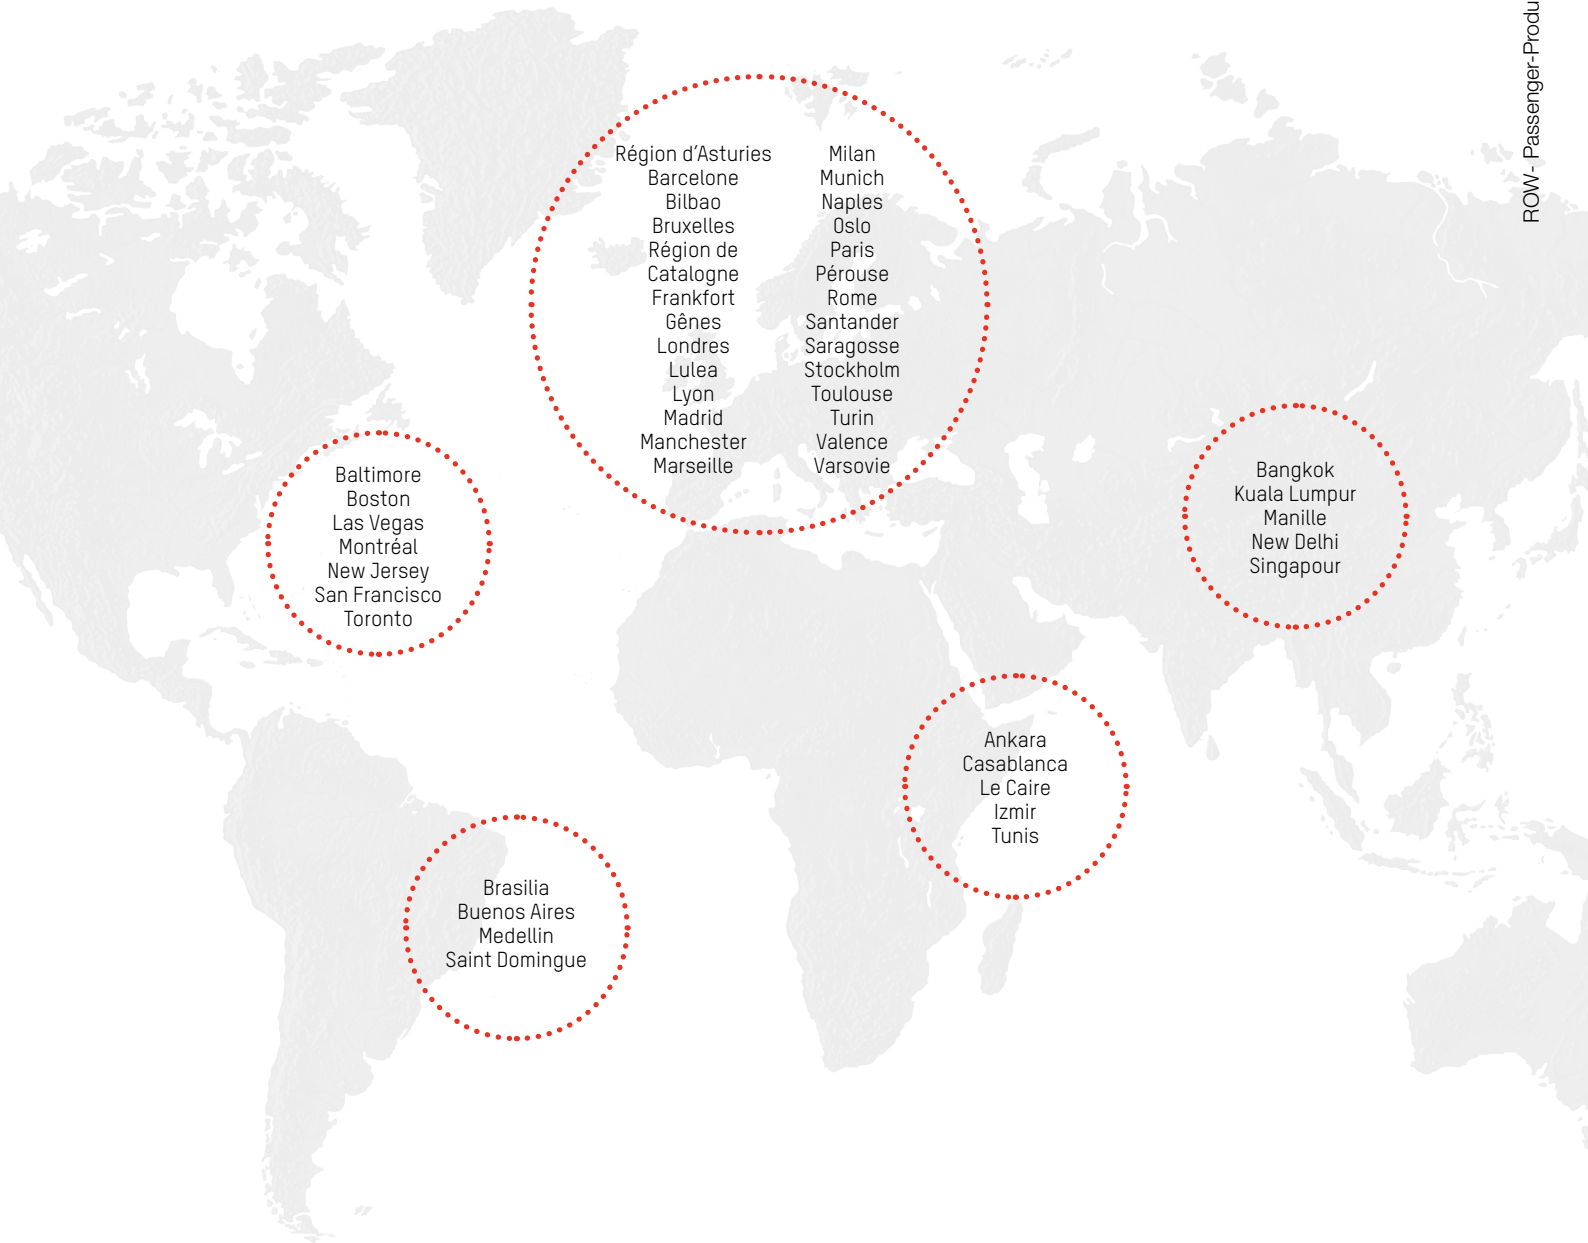 ROW- Passenger-Produ
Région d'Asturies
Barcelone
Bilbao
Bruxelles
Région de
Catalogne
Frankfort
Gênes
Londres
Lulea
Lyon
Madrid
Manchester
Marseille
Milan
Munich
Naples
Oslo
Paris
Pérouse
Rome
Santander
Saragosse
Stockholm
Toulouse
Turin
Valence
Varsovie
Baltimore
Boston
Las Vegas
Montréal
New Jersey
San Francisco
Toronto
Bangkok
Kuala Lumpur
Manille
New Delhi
Singapour
Ankara
Casablanca
Le Caire
Izmir
Tunis
Brasilia
Buenos Aires
Medellin
Saint Domingue